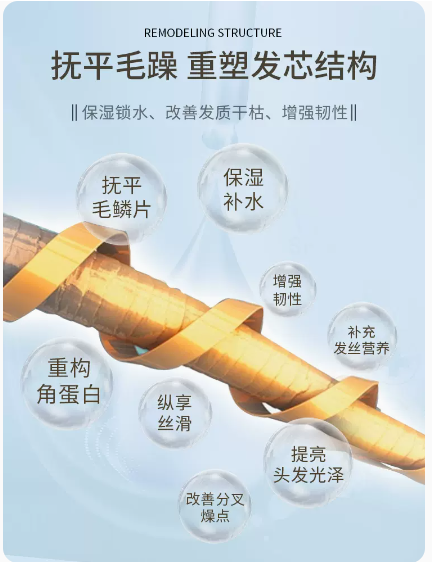 REMODELING STRUCTURE
抚平毛躁 重塑发芯结构
‖保湿锁水、改善发质干枯、增强韧性‖
抚平
毛鳞片
保湿
补水
增强
韧性
补充
发丝营养
重构
角蛋白
纵享
丝滑
提亮
头发光泽
改善分叉
燥点